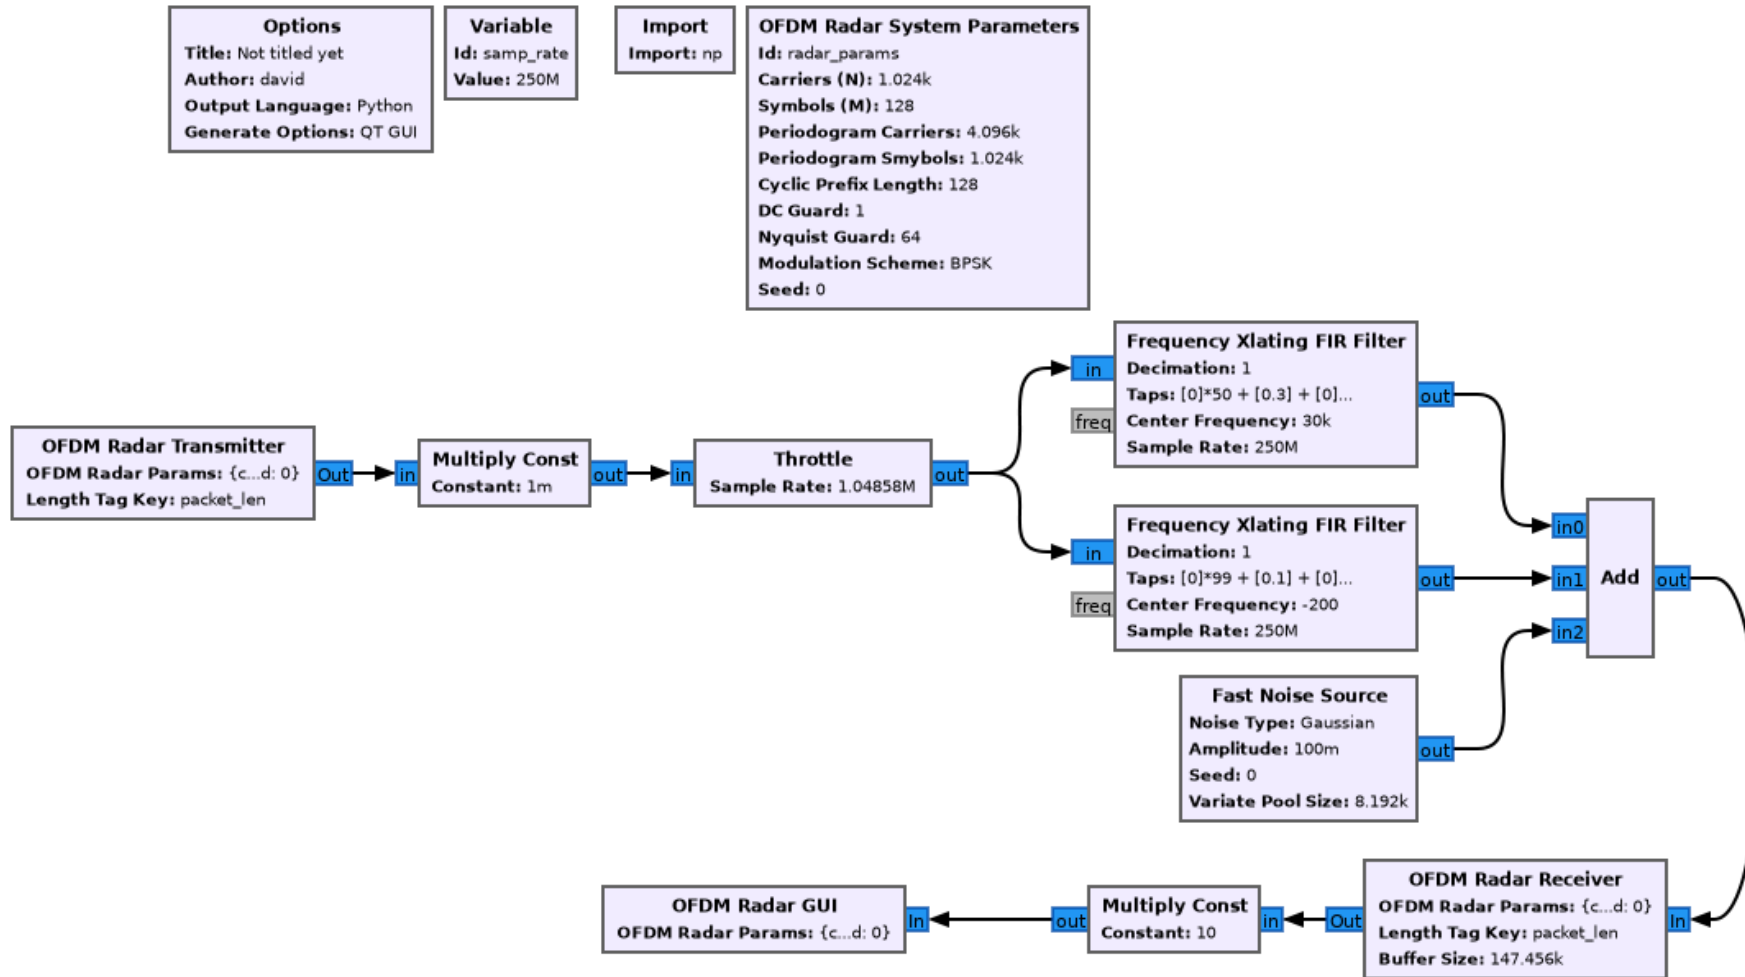 Options
Title: Not titled yet
Author: david
Output Language: Python
Generate Options: QT GUI
Variable
Id: samp_rate
Value: 250M
Import
Import: np
OFDM Radar System Parameters
Id: radar_params
Carriers (N): 1.024k
Symbols (M): 128
Periodogram Carriers: 4.096k
Periodogram Smybols: 1.024k
Cyclic Prefix Length: 128
DC Guard: 1
Nyquist Guard: 64
Modulation Scheme: BPSK
Seed: 0
OFDM Radar Transmitter
OFDM Radar Params: {c...d: 0}
Length Tag Key: packet_len
Out
in
Multiply Const
Constant: 1m
out
in
Throttle
Sample Rate: 1.04858M
out
in
freq
Frequency Xlating FIR Filter
Decimation: 1
Taps: [0]*50 + [0.3] + [0]...
Center Frequency: 30k
Sample Rate: 250M
out
in
freq
Frequency Xlating FIR Filter
Decimation: 1
Taps: [0]*99 + [0.1] + [0]...
Center Frequency: -200
Sample Rate: 250M
out
Fast Noise Source
Noise Type: Gaussian
Amplitude: 100m
Seed: 0
Variate Pool Size: 8.192k
out
in0
in1
in2
Add
out
OFDM Radar GUI
OFDM Radar Params: {c...d: 0}
In
out
Multiply Const
Constant: 10
in
Out
OFDM Radar Receiver
OFDM Radar Params: {c...d: 0}
Length Tag Key: packet_len
Buffer Size: 147.456k
In